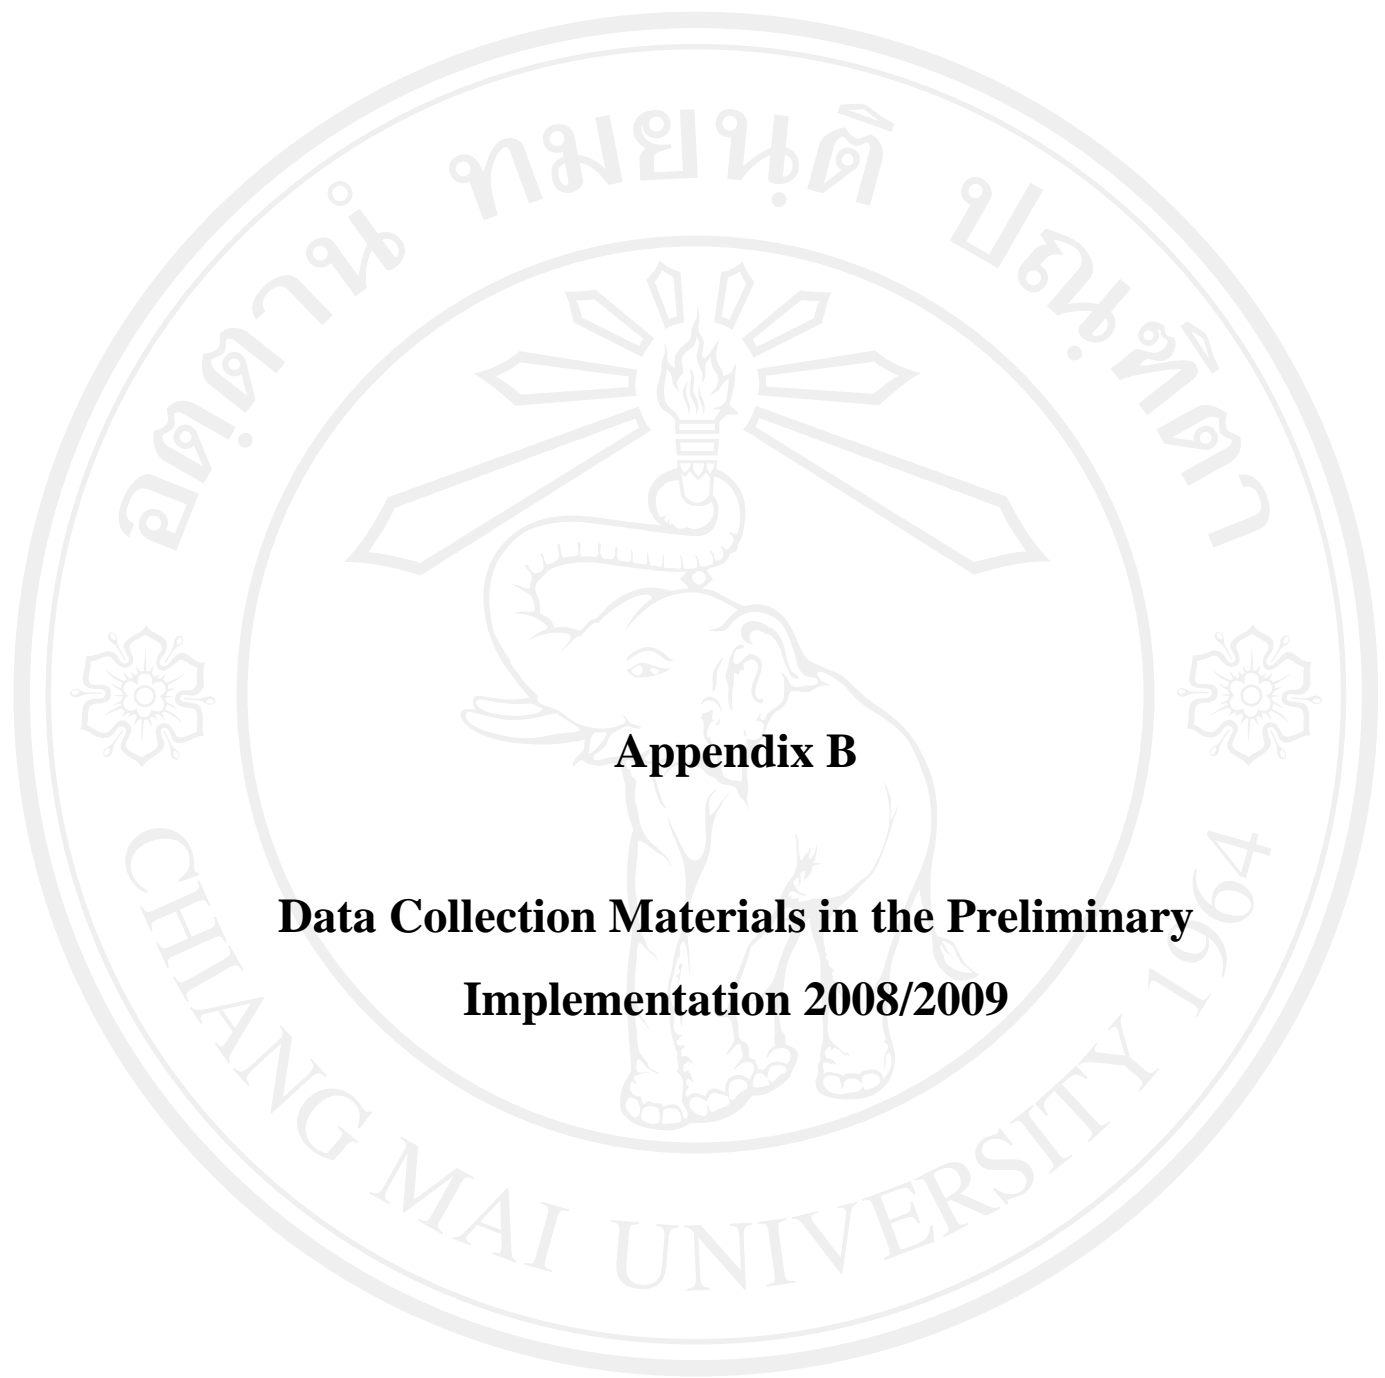 อตฺตานํ ทมยนฺติ ปณฺฑิตา
Appendix B
Data Collection Materials in the Preliminary
Implementation 2008/2009
CHIANG MAI UNIVERSITY 1964